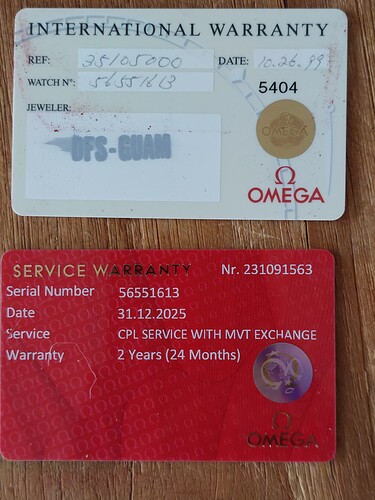 INTERNATIONAL WARRANTY
REF: 25105000 DATE: 10.26.99
WATCH Nº: 56551613 5404
JEWELER:
DFS - GUAM
OMEGA
Ω
OMEGA
SERVICE WARRANTY Nr. 231091563
Serial Number 56551613
Date 31.12.2025
Service CPL SERVICE WITH MVT EXCHANGE
Warranty 2 Years (24 Months)
Ω
OMEGA